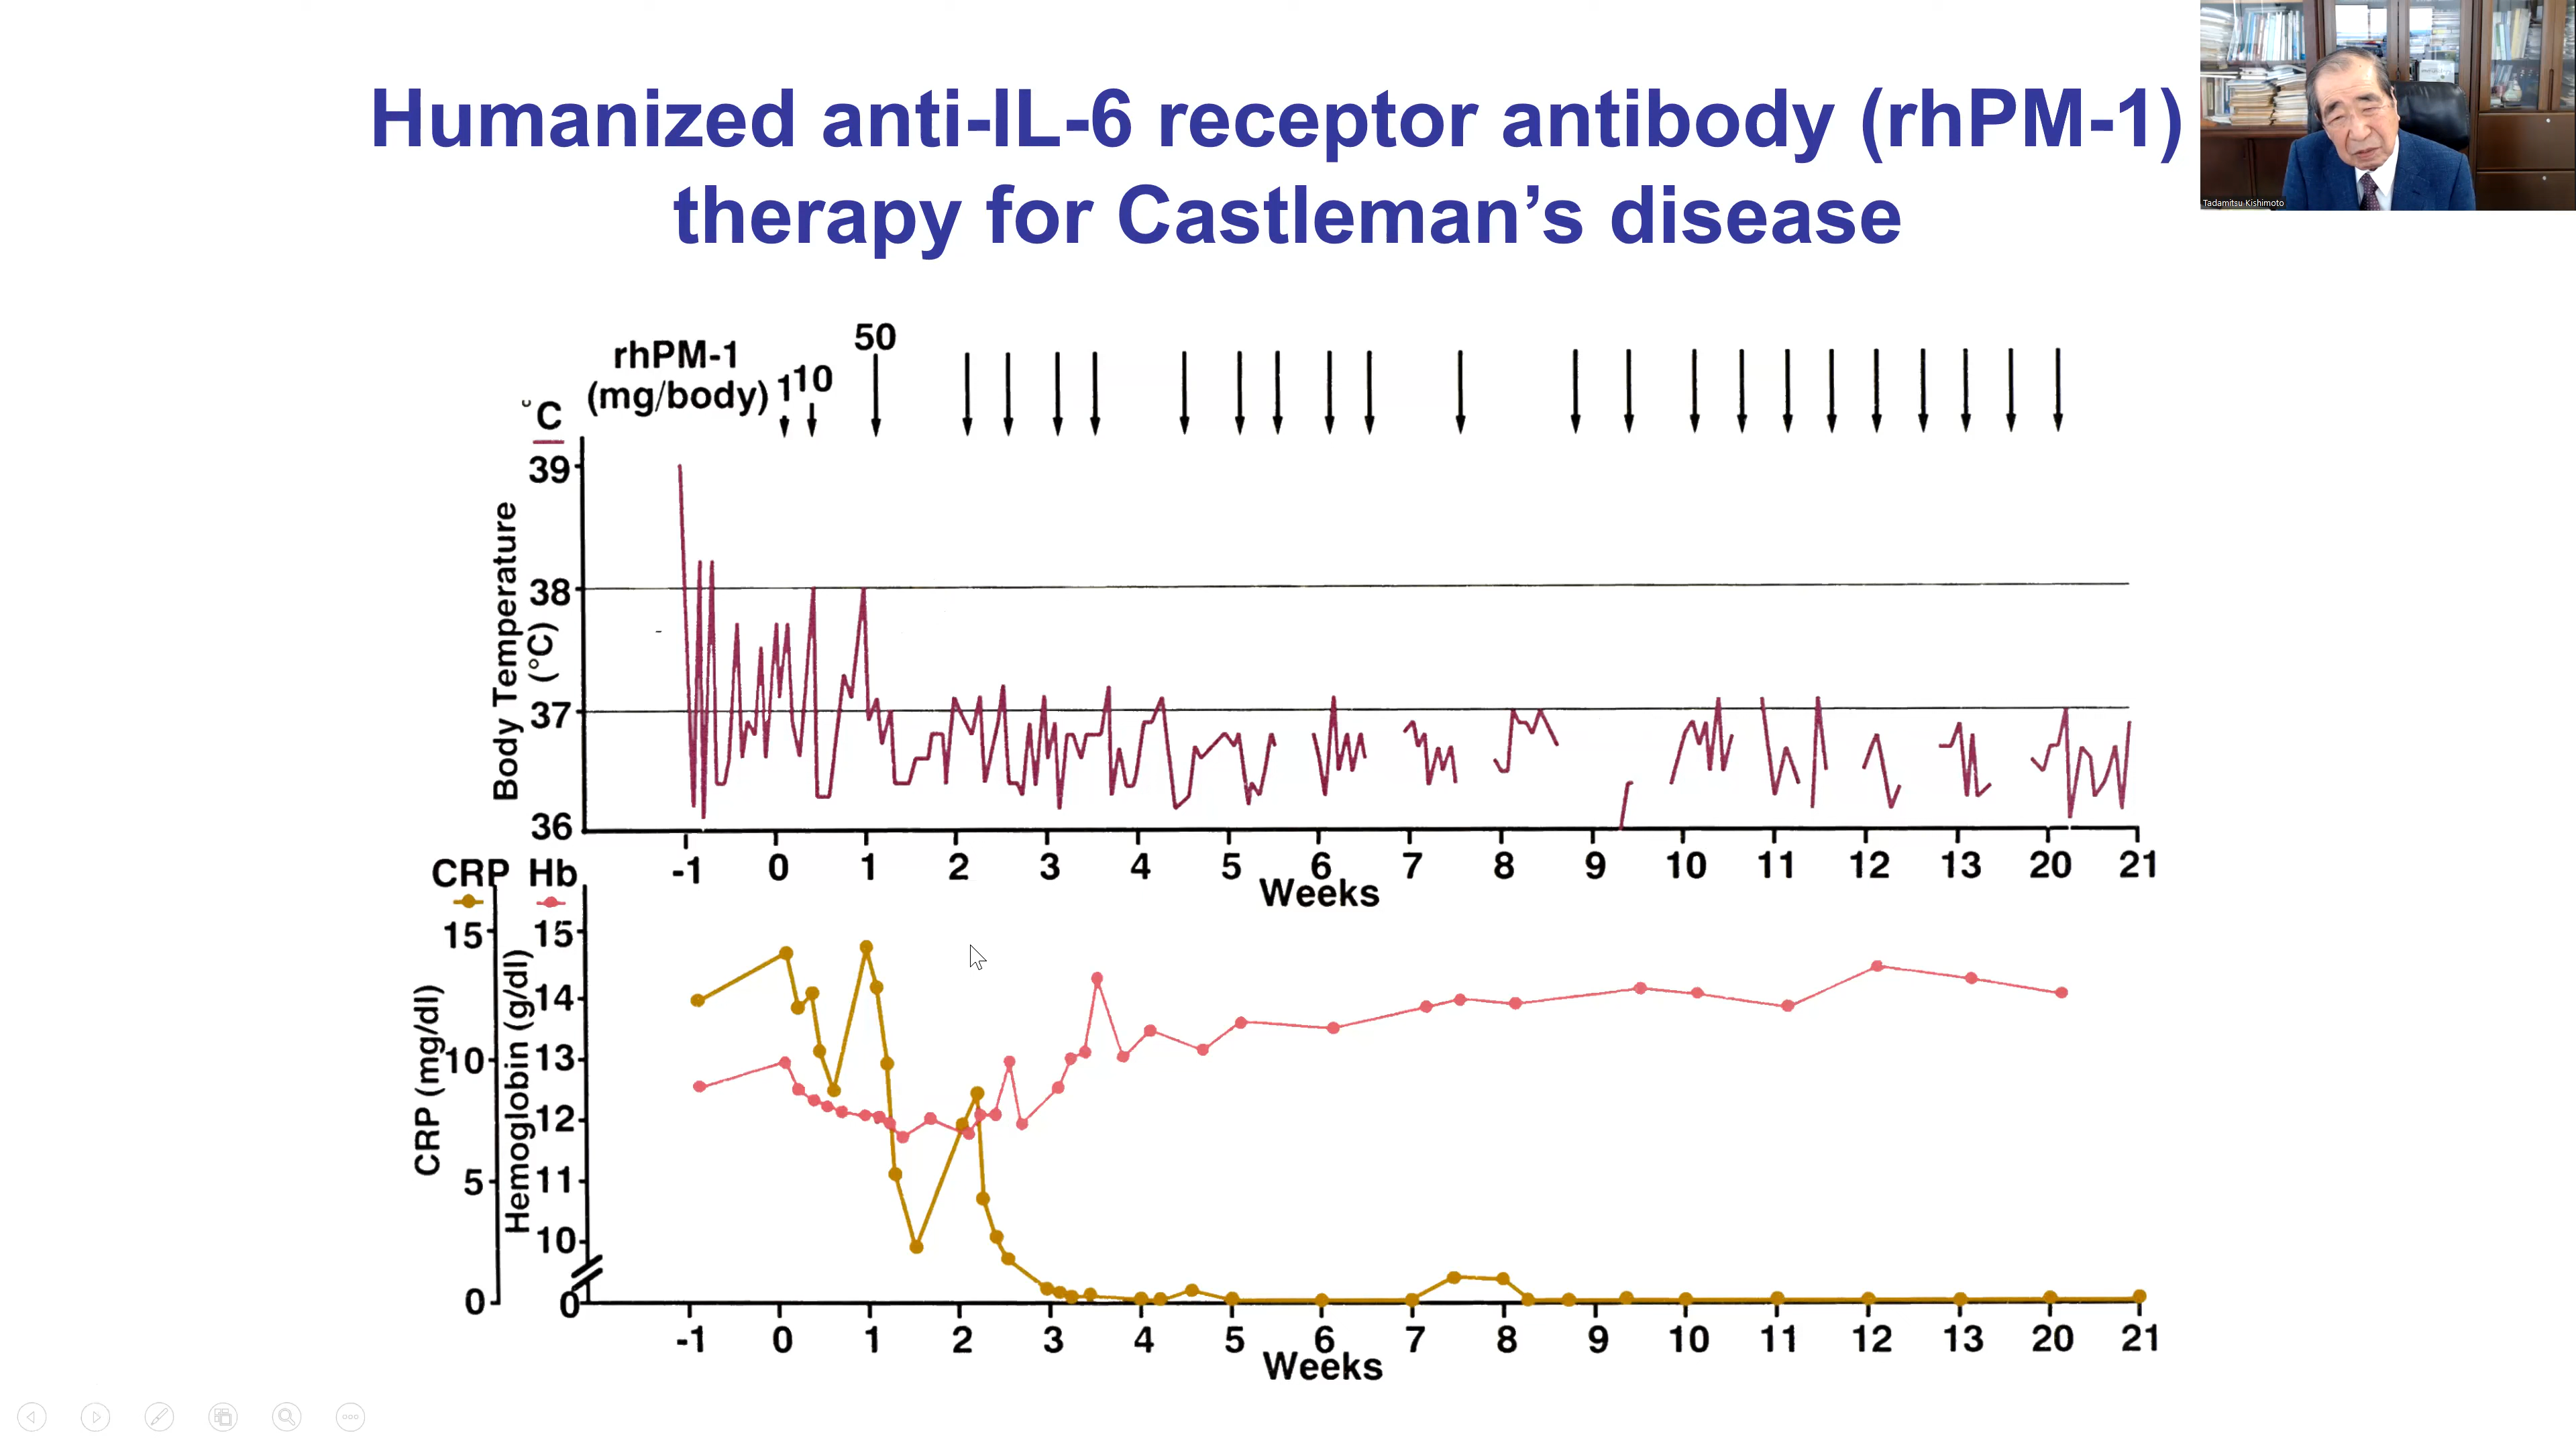 Humanized anti-IL-6 receptor antibody (rhPM-1)
therapy for Castleman’s disease
Tadamitsu Kishimoto
rhPM-1
(mg/body)
1
10
50
°C
39
38
37
36
Body Temperature
(°C)
-1 0 1 2 3 4 5 6 7 8 9 10 11 12 13 20 21
Weeks
CRP Hb
15
10
5
0
CRP (mg/dl)
15
14
13
12
11
10
0
Hemoglobin (g/dl)
-1 0 1 2 3 4 5 6 7 8 9 10 11 12 13 20 21
Weeks